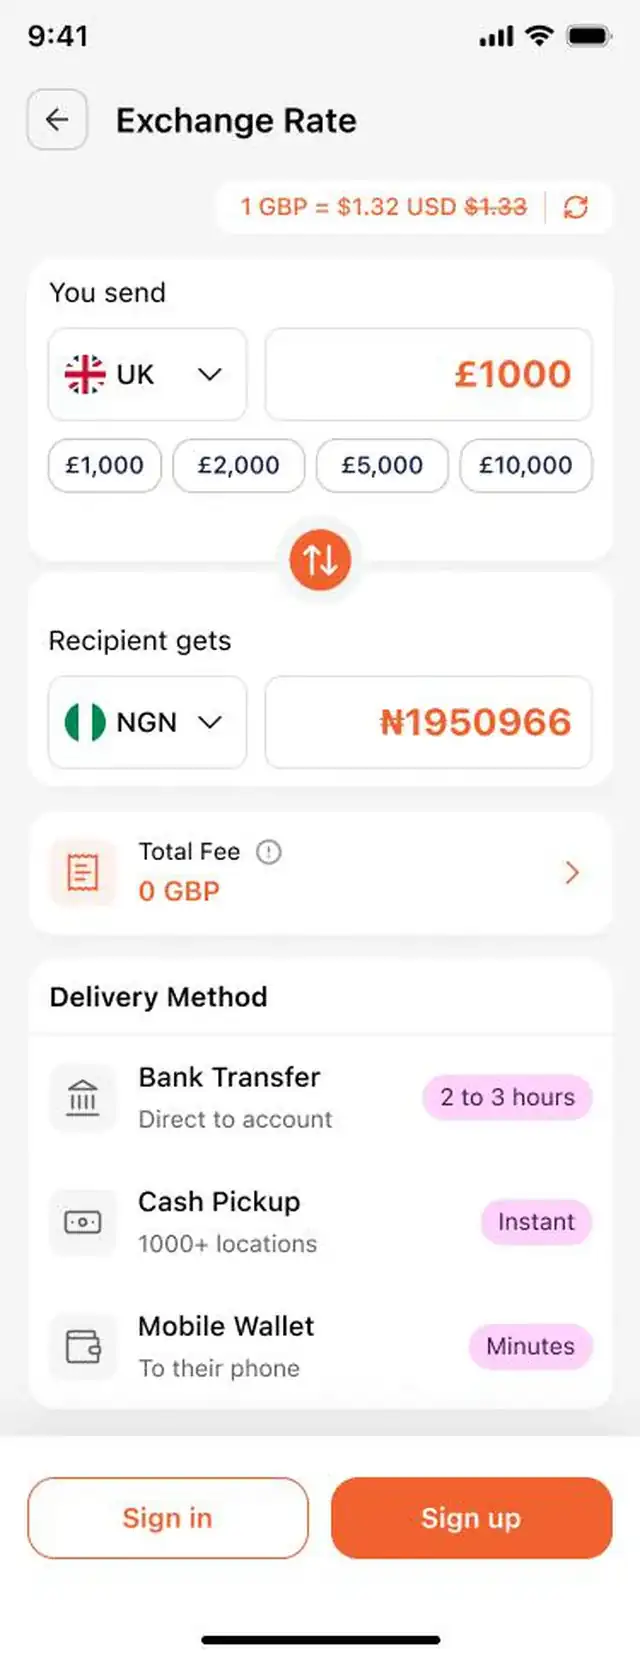 9:41
Exchange Rate
1 GBP = $1.32 USD $1.33
You send
UK
£1000
£1,000 £2,000 £5,000 £10,000
Recipient gets
NGN
₦1950966
Total Fee
0 GBP
Delivery Method
Bank Transfer
Direct to account
2 to 3 hours
Cash Pickup
1000+ locations
Instant
Mobile Wallet
To their phone
Minutes
Sign in
Sign up